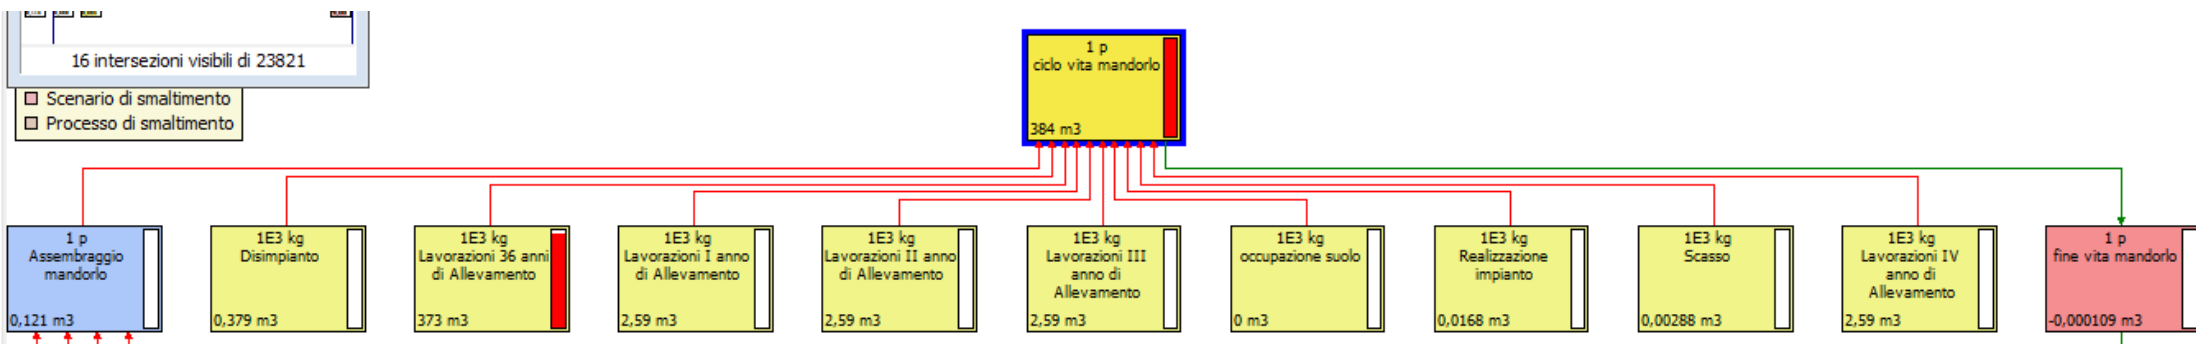 16 intersezioni visibili di 23821
Scenario di smaltimento
Processo di smaltimento
1 p
ciclo vita mandorlo
384 m3
1 p
Assembraggio
mandorlo
0,121 m3
1E3 kg
Disimpianto
0,379 m3
1E3 kg
Lavorazioni 36 anni
di Allevamento
373 m3
1E3 kg
Lavorazioni I anno
di Allevamento
2,59 m3
1E3 kg
Lavorazioni II anno
di Allevamento
2,59 m3
1E3 kg
Lavorazioni III
anno di
Allevamento
2,59 m3
1E3 kg
occupazione suolo
0 m3
1E3 kg
Realizzazione
impianto
0,0168 m3
1E3 kg
Scasso
0,00288 m3
1E3 kg
Lavorazioni IV
anno di
Allevamento
2,59 m3
1 p
fine vita mandorlo
-0,000109 m3